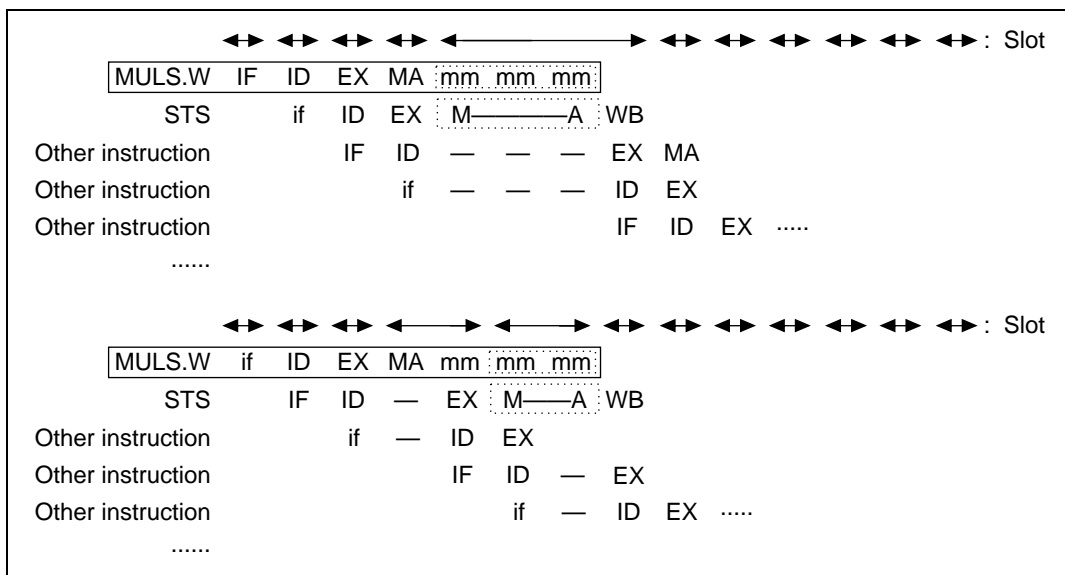 : Slot
MULS.W IF ID EX MA mm mm mm
STS if ID EX M————A WB
Other instruction IF ID — — — EX MA
Other instruction if — — — ID EX
Other instruction IF ID EX .....
......
: Slot
MULS.W if ID EX MA mm mm mm
STS IF ID — EX M——A WB
Other instruction if — ID EX
Other instruction IF ID — EX
Other instruction if — ID EX .....
......